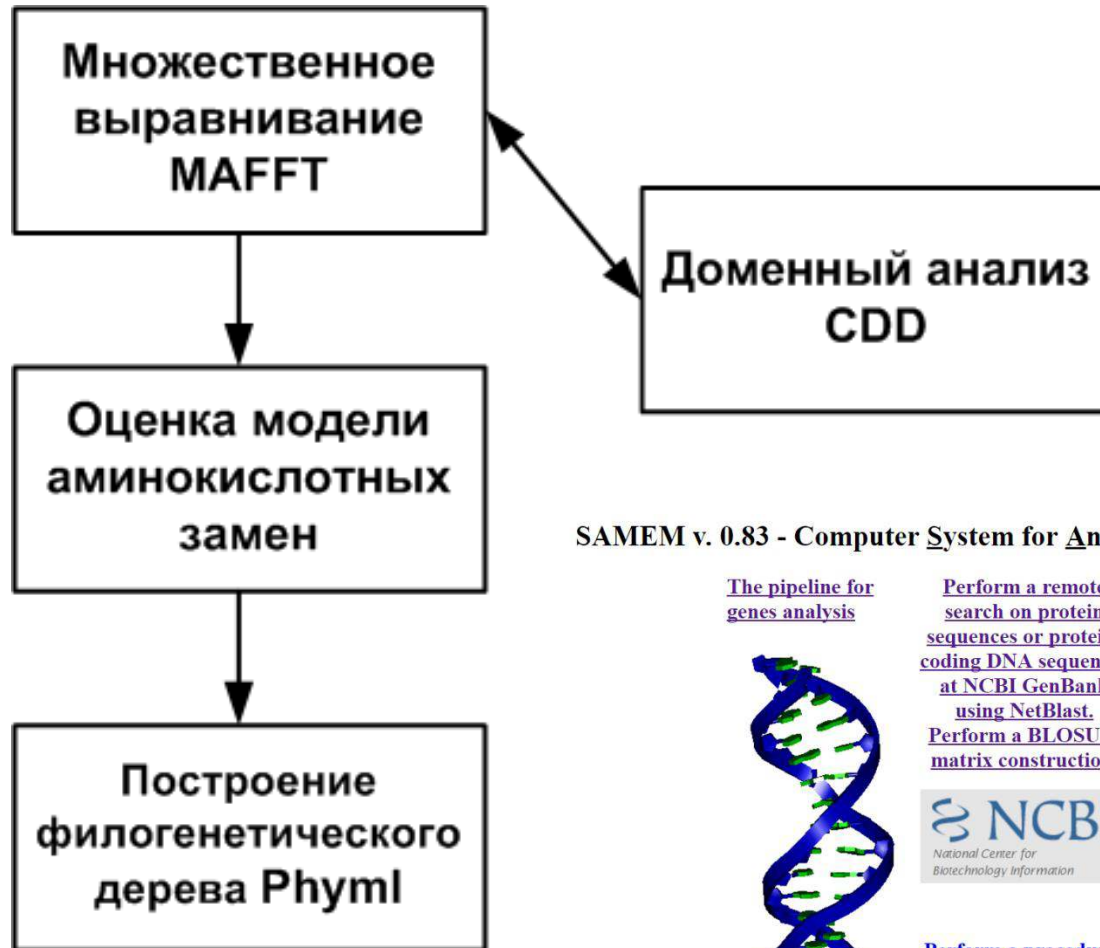 Множественное
выравнивание
MAFFT
Доменный анализ
CDD
Оценка модели
аминокислотных
замен
Построение
филогенетического
дерева Phyml
SAMEM v. 0.83 - Computer System for An
The pipeline for
genes analysis
Perform a remote
search on protein
sequences or protei
coding DNA sequen
at NCBI GenBank
using NetBlast.
Perform a BLOSU
matrix constructio
NCB
National Center for
Biotechnology Information